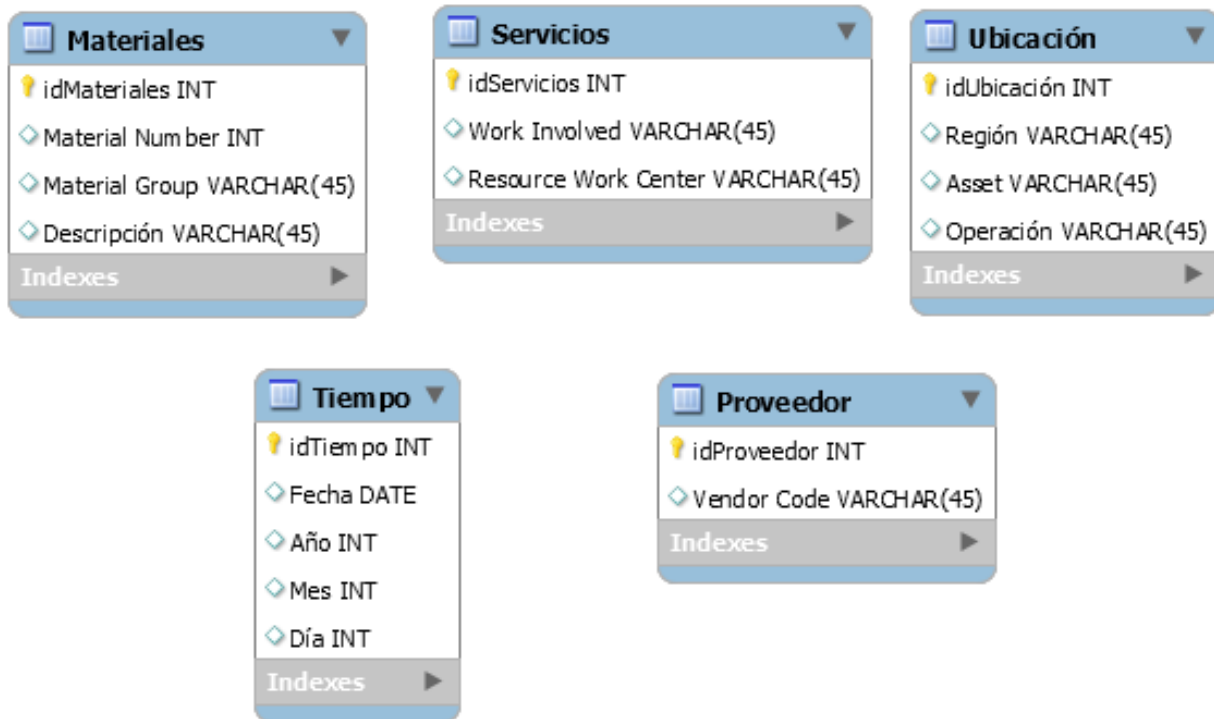 Materiales
idMateriales INT
Material Number INT
Material Group VARCHAR(45)
Descripción VARCHAR(45)
Indexes
Servicios
idServicios INT
Work Involved VARCHAR(45)
Resource Work Center VARCHAR(45)
Indexes
Ubicación
idUbicación INT
Región VARCHAR(45)
Asset VARCHAR(45)
Operación VARCHAR(45)
Indexes
Tiempo
idTiempo INT
Fecha DATE
Año INT
Mes INT
Día INT
Indexes
Proveedor
idProveedor INT
Vendor Code VARCHAR(45)
Indexes